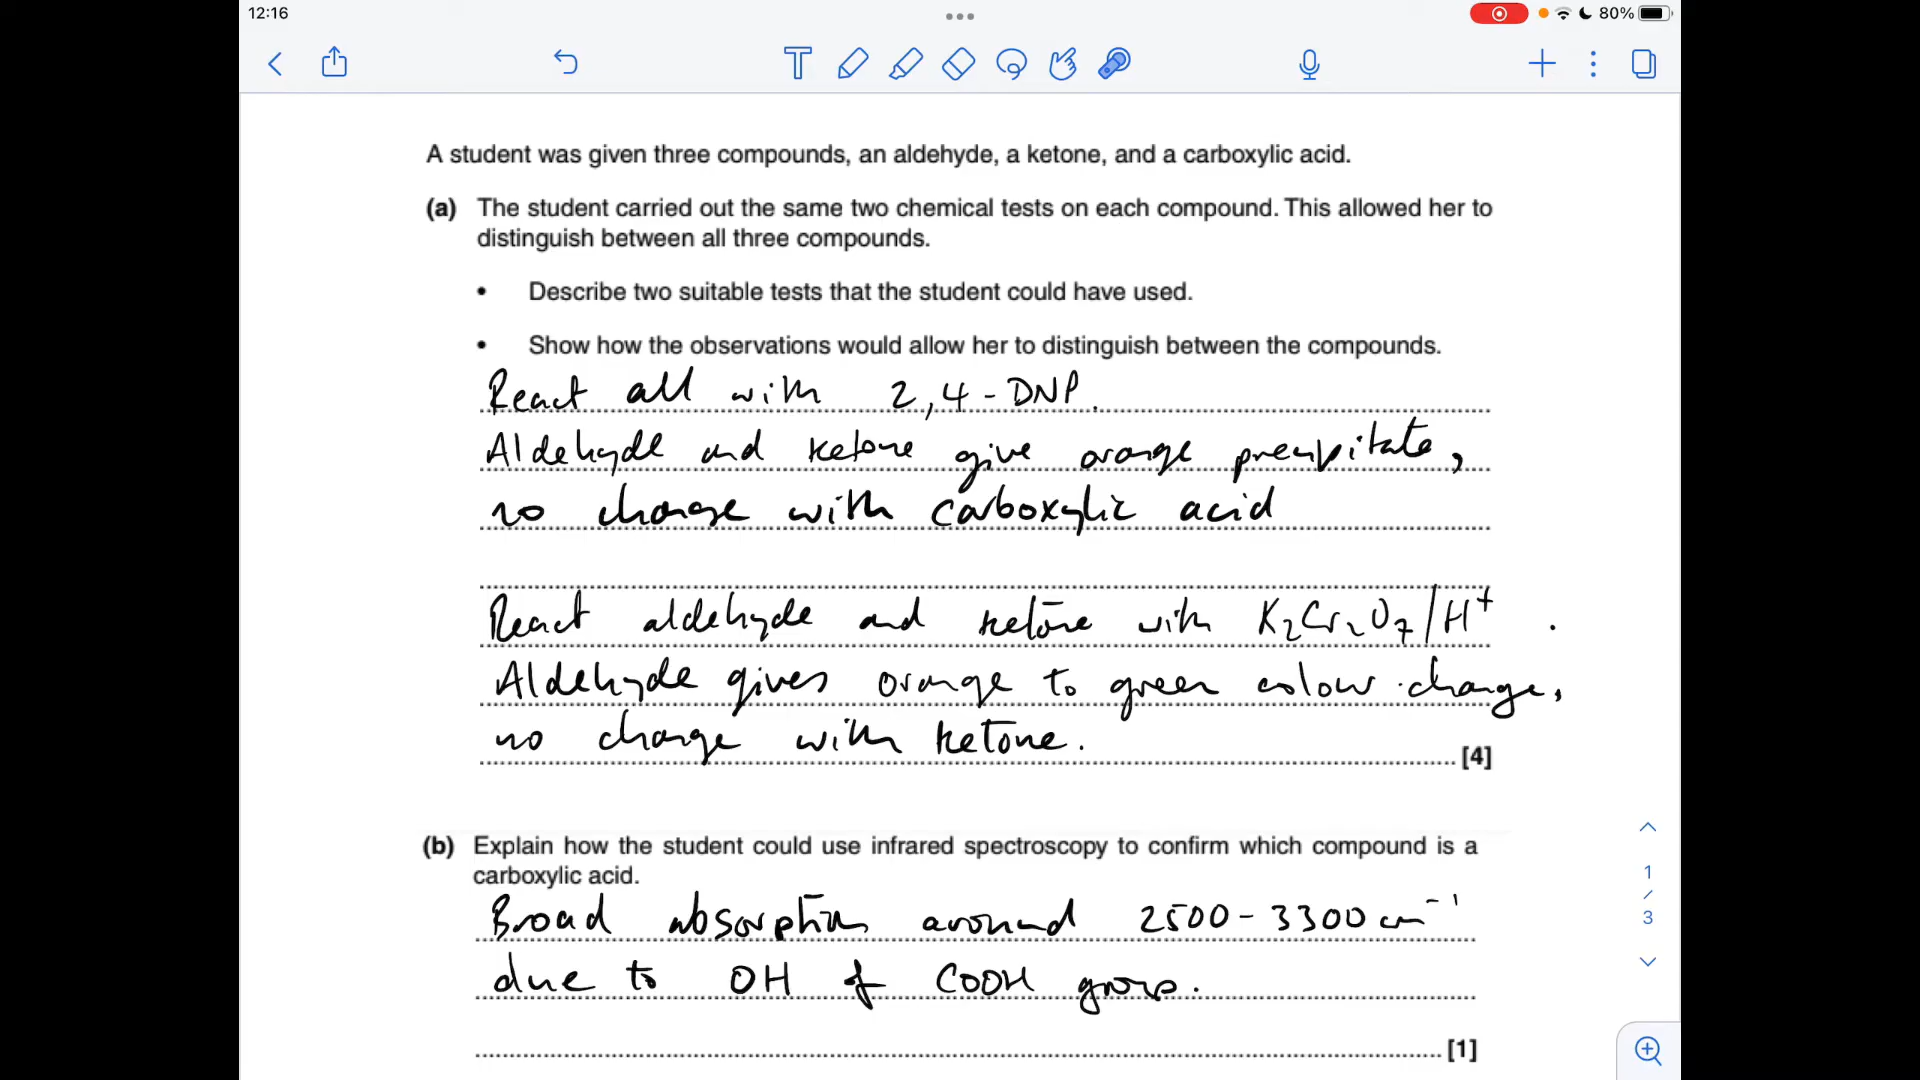 12:16
80%
A student was given three compounds, an aldehyde, a ketone, and a carboxylic acid.
(a) The student carried out the same two chemical tests on each compound. This allowed her to
distinguish between all three compounds.
• Describe two suitable tests that the student could have used.
• Show how the observations would allow her to distinguish between the compounds.
React all with 2,4-DNP.
Aldehyde and ketone give orange precipitate,
no change with carboxylic acid
React aldehyde and ketone with K₂Cr₂O₇/H⁺ .
Aldehyde gives orange to green colour change,
no change with ketone.
[4]
(b) Explain how the student could use infrared spectroscopy to confirm which compound is a
carboxylic acid.
Broad absorption around 2500-3300 cm⁻¹
due to OH of COOH group.
[1]
1
/
3